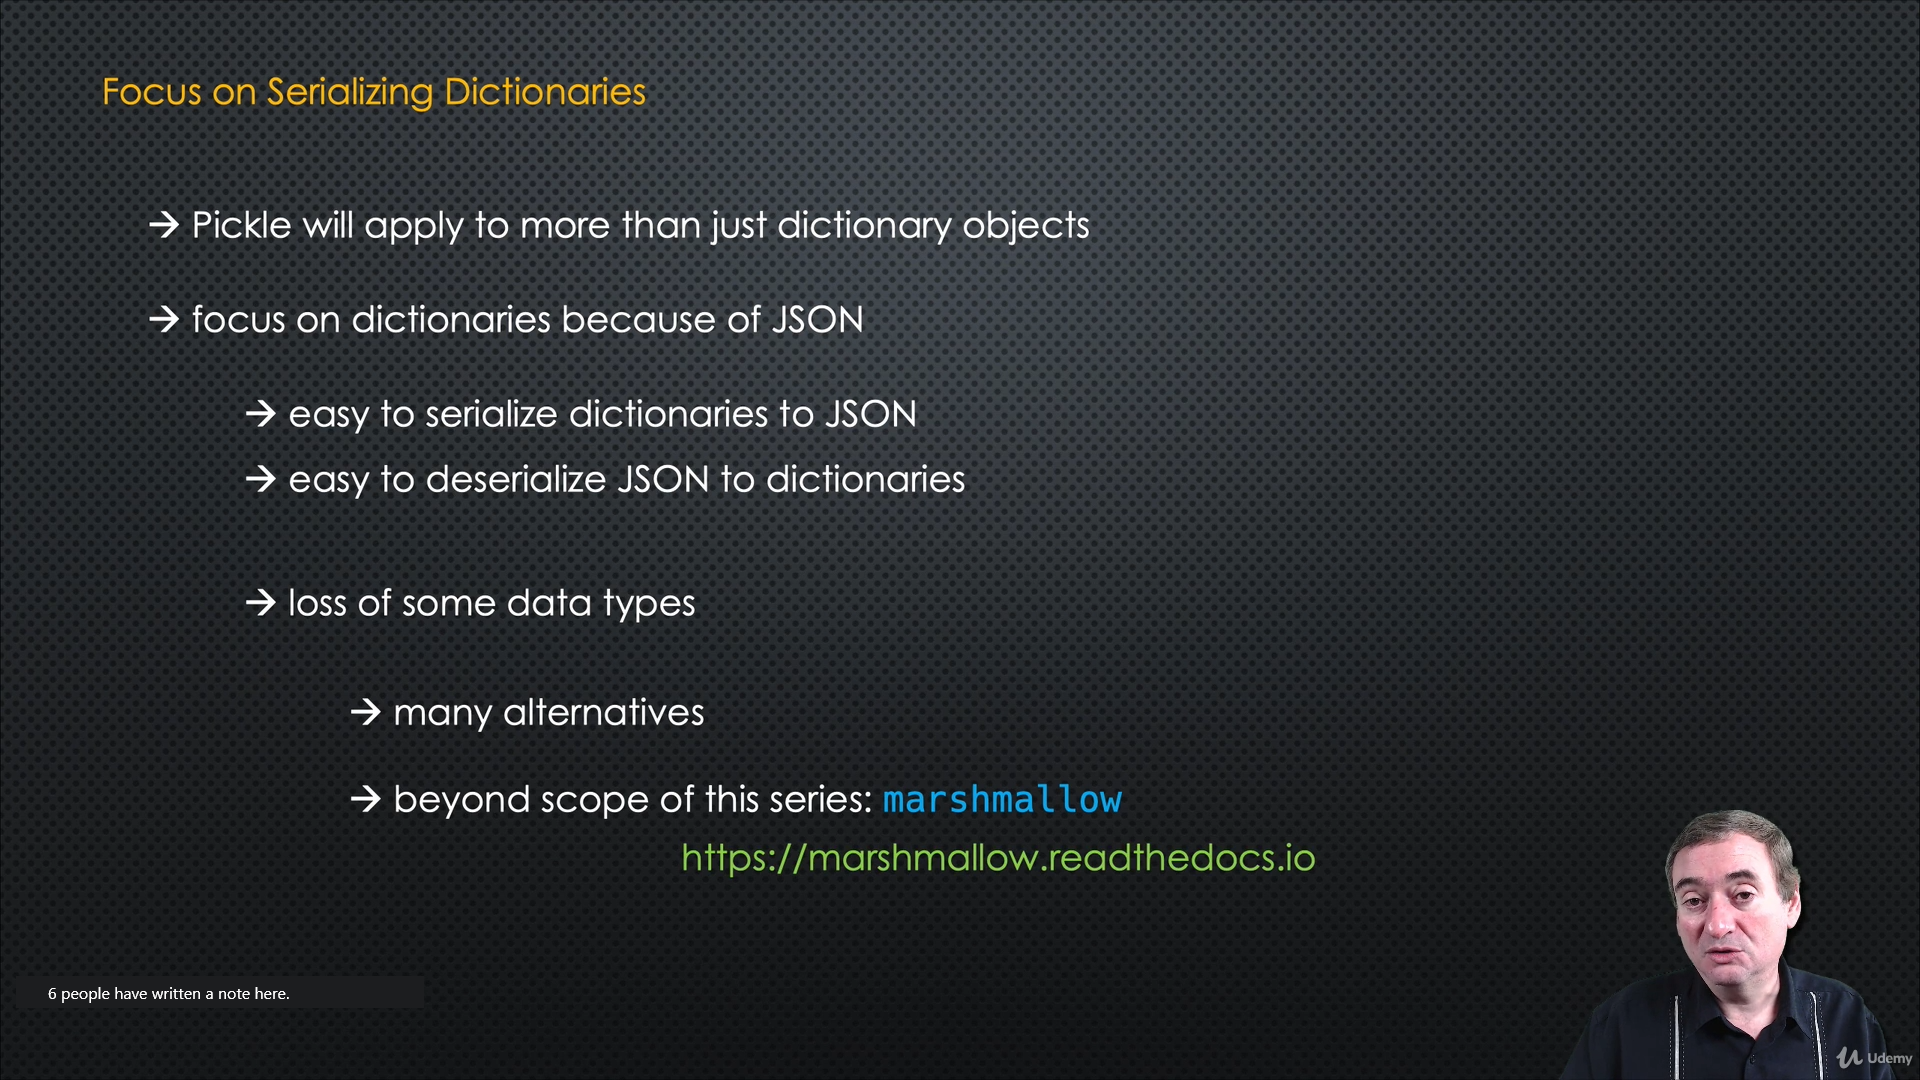 Focus on Serializing Dictionaries
→ Pickle will apply to more than just dictionary objects
→ focus on dictionaries because of JSON
→ easy to serialize dictionaries to JSON
→ easy to deserialize JSON to dictionaries
→ loss of some data types
→ many alternatives
→ beyond scope of this series: marshmallow
https://marshmallow.readthedocs.io
6 people have written a note here.
Udemy